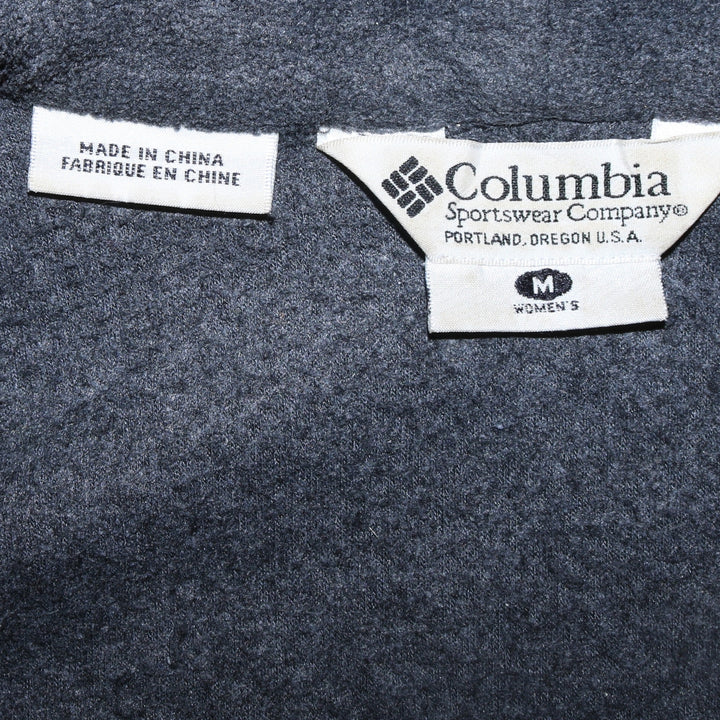 MADE IN CHINA
FABRIQUE EN CHINE
Columbia
Sportswear Company®
PORTLAND, OREGON U.S.A.
M
WOMEN'S